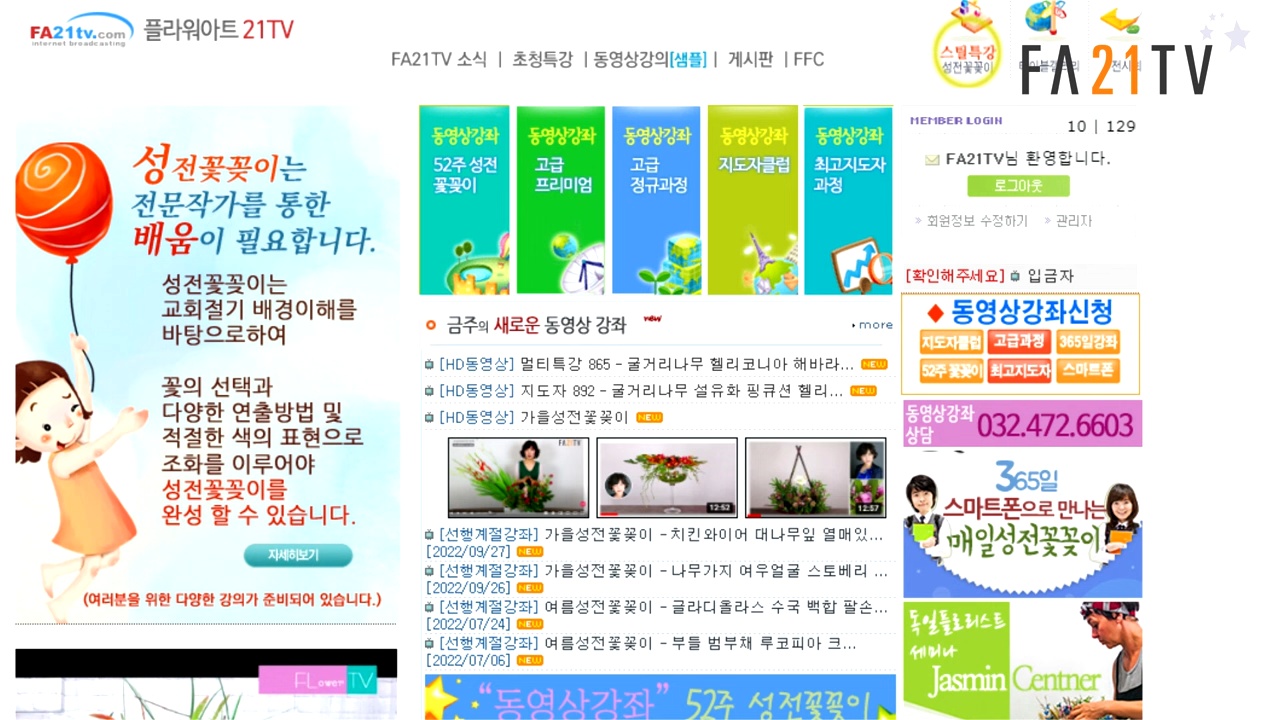 FA21tv.com
internet broadcasting
플라워아트 21TV
FA21TV 소식 | 초청특강 | 동영상강의[샘플] | 게시판 | FFC
스밀특강
성전꽃꽂이
전시회
FA21TV
성전꽃꽂이는
전문작가를 통한
배움이 필요합니다.
성전꽃꽂이는
교회절기 배경이해를
바탕으로하여
꽃의 선택과
다양한 연출방법 및
적절한 색의 표현으로
조화를 이루어야
성전꽃꽂이를
완성 할 수 있습니다.
자세히보기
(여러분을 위한 다양한 강의가 준비되어 있습니다.)
FLower TV
동영상강좌
52주 성전
꽃꽂이
동영상강좌
고급
프리미엄
동영상강좌
고급
정규과정
동영상강좌
지도자클럽
동영상강좌
최고지도자
과정
금주의 새로운 동영상 강좌 new
more
[HD동영상] 멀티특강 865 - 굴거리나무 헬리코니아 해바라... NEW
[HD동영상] 지도자 892 - 굴거리나무 설유화 핑큐션 헬리... NEW
[HD동영상] 가을성전꽃꽂이 NEW
FA21TV
12:52
12:57
[선행계절강좌] 가을성전꽃꽂이 - 치킨와이어 대나무잎 열매있...
[2022/09/27] NEW
[선행계절강좌] 가을성전꽃꽂이 - 나무가지 여우얼굴 스토베리 ...
[2022/09/26] NEW
[선행계절강좌] 여름성전꽃꽂이 - 글라디올라스 수국 백합 팔손...
[2022/07/24] NEW
[선행계절강좌] 여름성전꽃꽂이 - 부들 범부채 루코피아 크...
[2022/07/06] NEW
"동영상강좌" 52주 성전꽃꽂이
MEMBER LOGIN
10 | 129
FA21TV님 환영합니다.
로그아웃
회원정보 수정하기
관리자
[확인해주세요] 입금자
동영상강좌신청
지도자클럽 고급과정 365일강좌
52주 꽃꽂이 최고지도자 스마트폰
동영상강좌
상담
032.472.6603
365일
스마트폰으로 만나는
매일성전꽃꽂이
독일플로리스트
세미나
Jasmin Centner